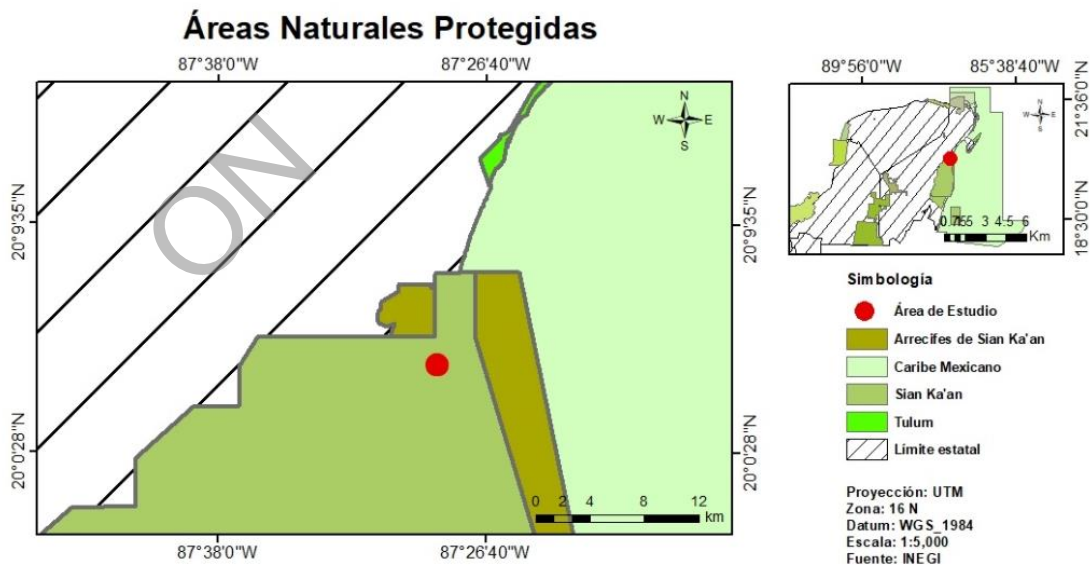 Áreas Naturales Protegidas
87°38'0"W 87°26'40"W
20°9'35"N
20°0'28"N
N
W E
S
ON
20°9'35"N
20°0'28"N
0 2 4 8 12
km
87°38'0"W 87°26'40"W
89°56'0"W 85°38'40"W
21°36'0"N
18°30'0"N
N
W E
S
3 4.5 6
Km
Simbología
Área de Estudio
Arrecifes de Sian Ka'an
Caribe Mexicano
Sian Ka'an
Tulum
Límite estatal
Proyección: UTM
Zona: 16 N
Datum: WGS_1984
Escala: 1:5,000
Fuente: INEGI